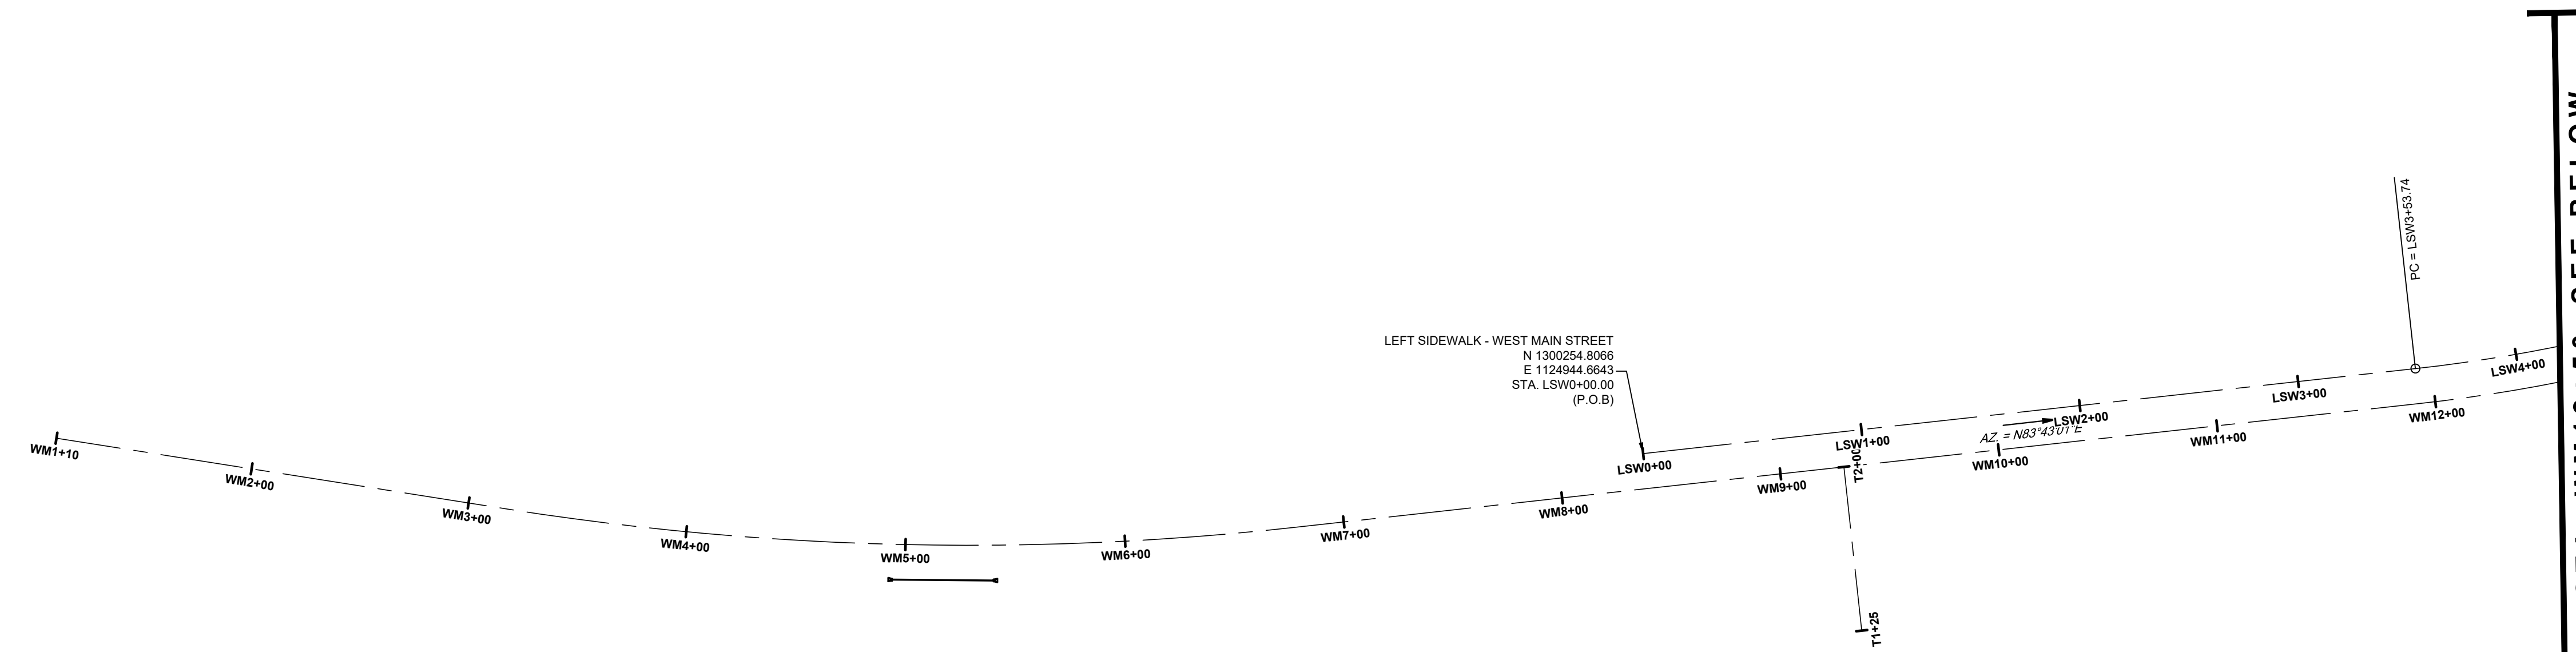 PC = LSW3+53.74
LEFT SIDEWALK - WEST MAIN STREET
N 1300254.8066
E 1124944.6643
STA. LSW0+00.00
(P.O.B)
WM1+10
WM2+00
WM3+00
WM4+00
WM5+00
WM6+00
WM7+00
WM8+00
WM9+00
WM10+00
WM11+00
WM12+00
LSW0+00
LSW1+00
LSW2+00
LSW3+00
LSW4+00
AZ. = N83°43'01"E
T2+00
T1+25
SEE BELOW